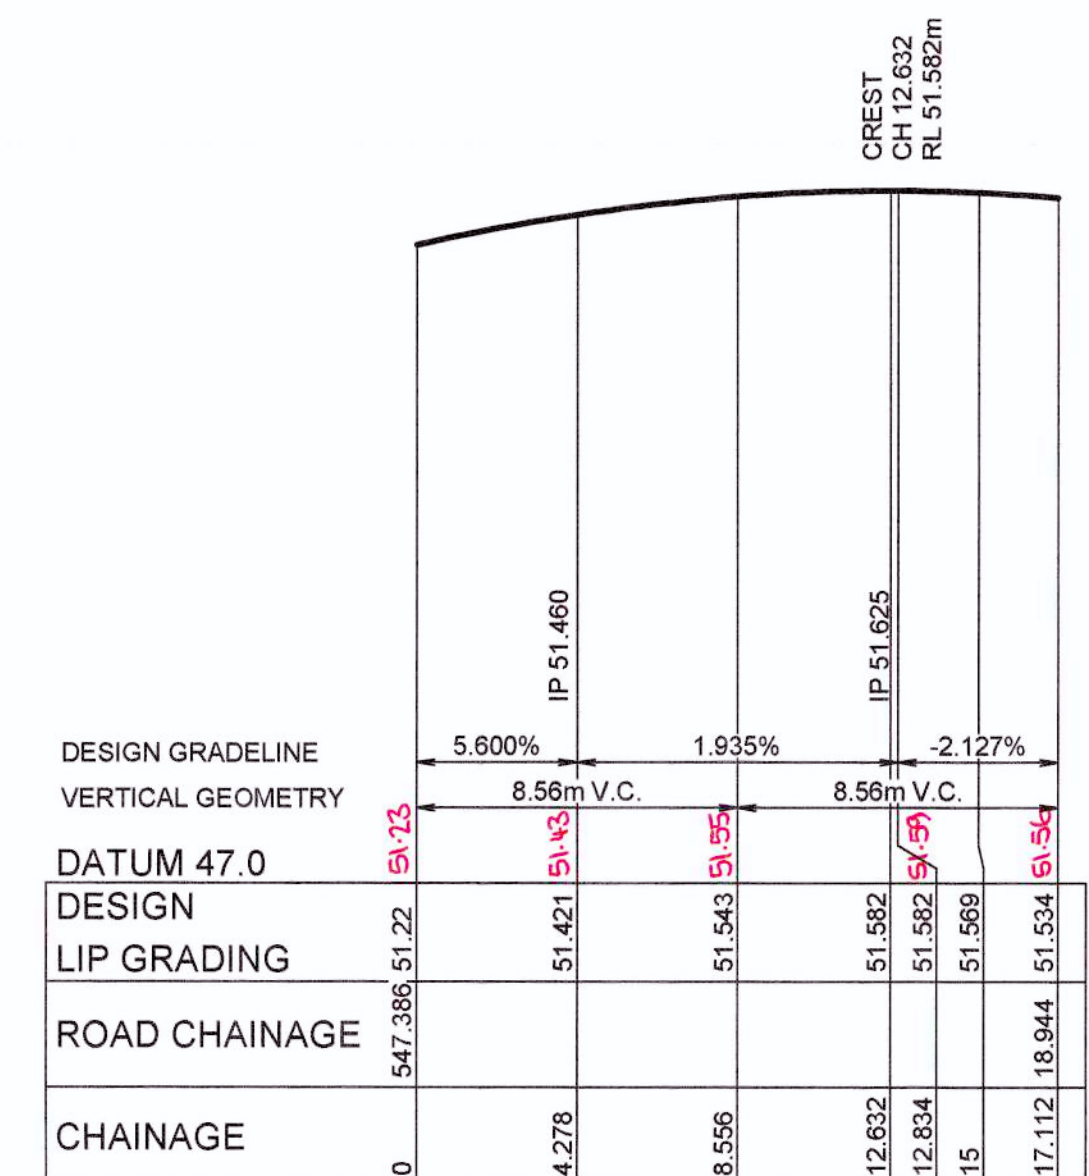 CREST
CH 12.632
RL 51.582m
IP 51.460
IP 51.625
DESIGN GRADELINE 5.600% 1.935% -2.127%
VERTICAL GEOMETRY 8.56m V.C. 8.56m V.C.
DATUM 47.0 51.23 51.43 51.55 51.59 51.56
DESIGN
LIP GRADING 51.22 51.421 51.543 51.582 51.582 51.569 51.534
ROAD CHAINAGE 547.386 18.944
CHAINAGE 0 4.278 8.556 12.632 12.834 15 17.112